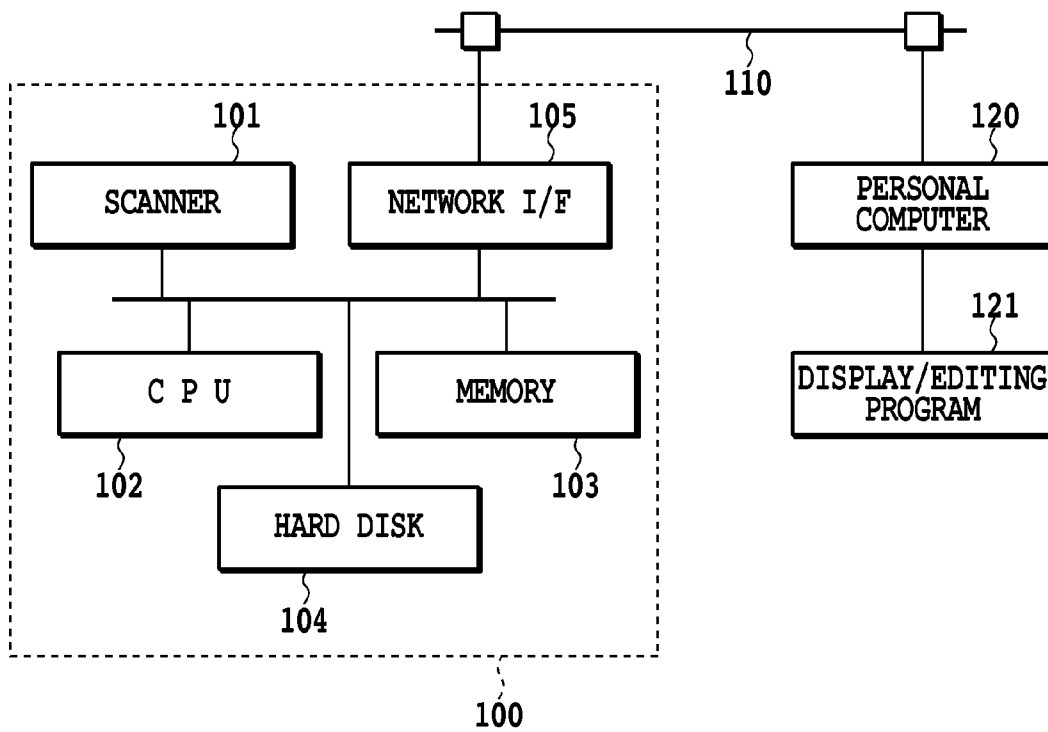 110
101
105
120
SCANNER
NETWORK I/F
PERSONAL
COMPUTER
121
C P U
MEMORY
DISPLAY/EDITING
PROGRAM
102
103
HARD DISK
104
100